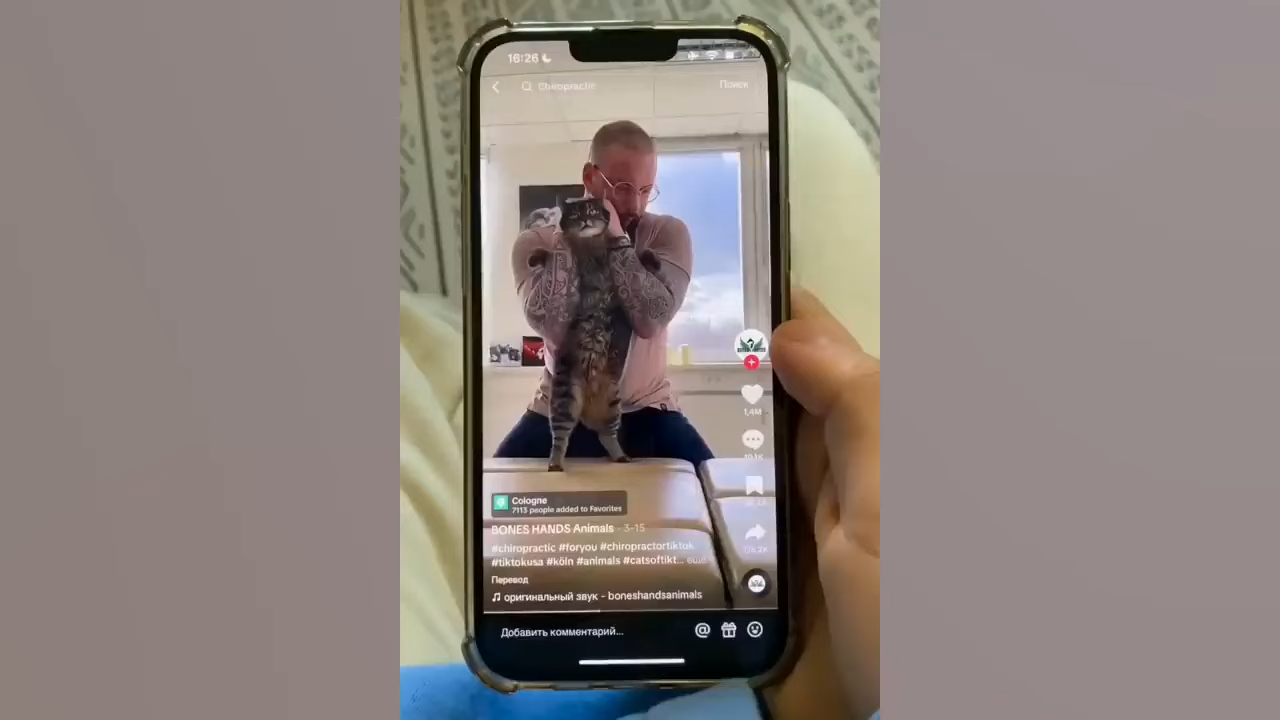 16:26
Chiropractic
Поиск
1,4M
Cologne
7113 people added to Favorites
BONES HANDS Animals · 3-15
#chiropractic #foryou #chiropractortiktok
#tiktokusa #köln #animals #catsoftikt... ещё
Перевод
оригинальный звук - boneshandsanimals
Добавить комментарий...